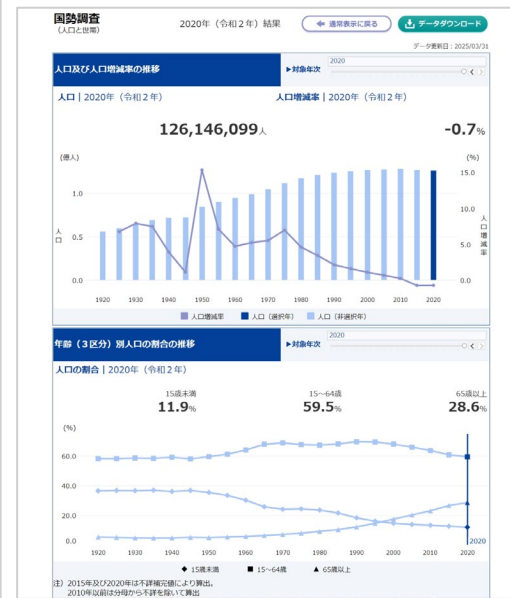 国勢調査
(人口と世帯)
2020年（令和2年）結果
通常表示に戻る
データダウンロード
データ更新日：2025/03/31
人口及び人口増減率の推移
▶対象年次
2020
人口 | 2020年（令和2年）
人口増減率 | 2020年（令和2年）
126,146,099人
-0.7%
(億人)
(%)
1.0
0.5
0.0
人口
15.0
10.0
5.0
0.0
人口増減率
1920 1930 1940 1950 1960 1970 1980 1990 2000 2010 2020
人口増減率 人口（選択年） 人口（非選択年）
年齢（3区分）別人口の割合の推移
▶対象年次
2020
人口の割合 | 2020年（令和2年）
15歳未満 15～64歳 65歳以上
11.9% 59.5% 28.6%
(%)
60.0
40.0
20.0
0.0
2020
1920 1930 1940 1950 1960 1970 1980 1990 2000 2010 2020
◆ 15歳未満 ■ 15～64歳 ▲ 65歳以上
注）2015年及び2020年は不詳補完値により算出。
2010年以前は分母から不詳を除いて算出